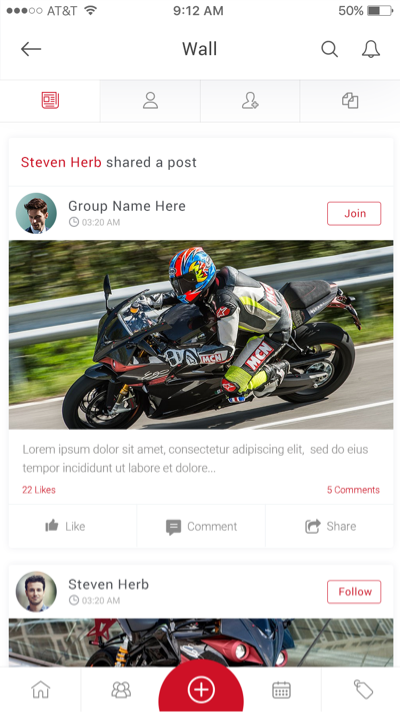 AT&T 9:12 AM 50%
Wall
Steven Herb shared a post
Group Name Here
03:20 AM
Join
MCN
MCN
Lorem ipsum dolor sit amet, consectetur adipiscing elit,  sed do eius
tempor incididunt ut labore et dolore...
22 Likes 5 Comments
Like Comment Share
Steven Herb
03:20 AM
Follow